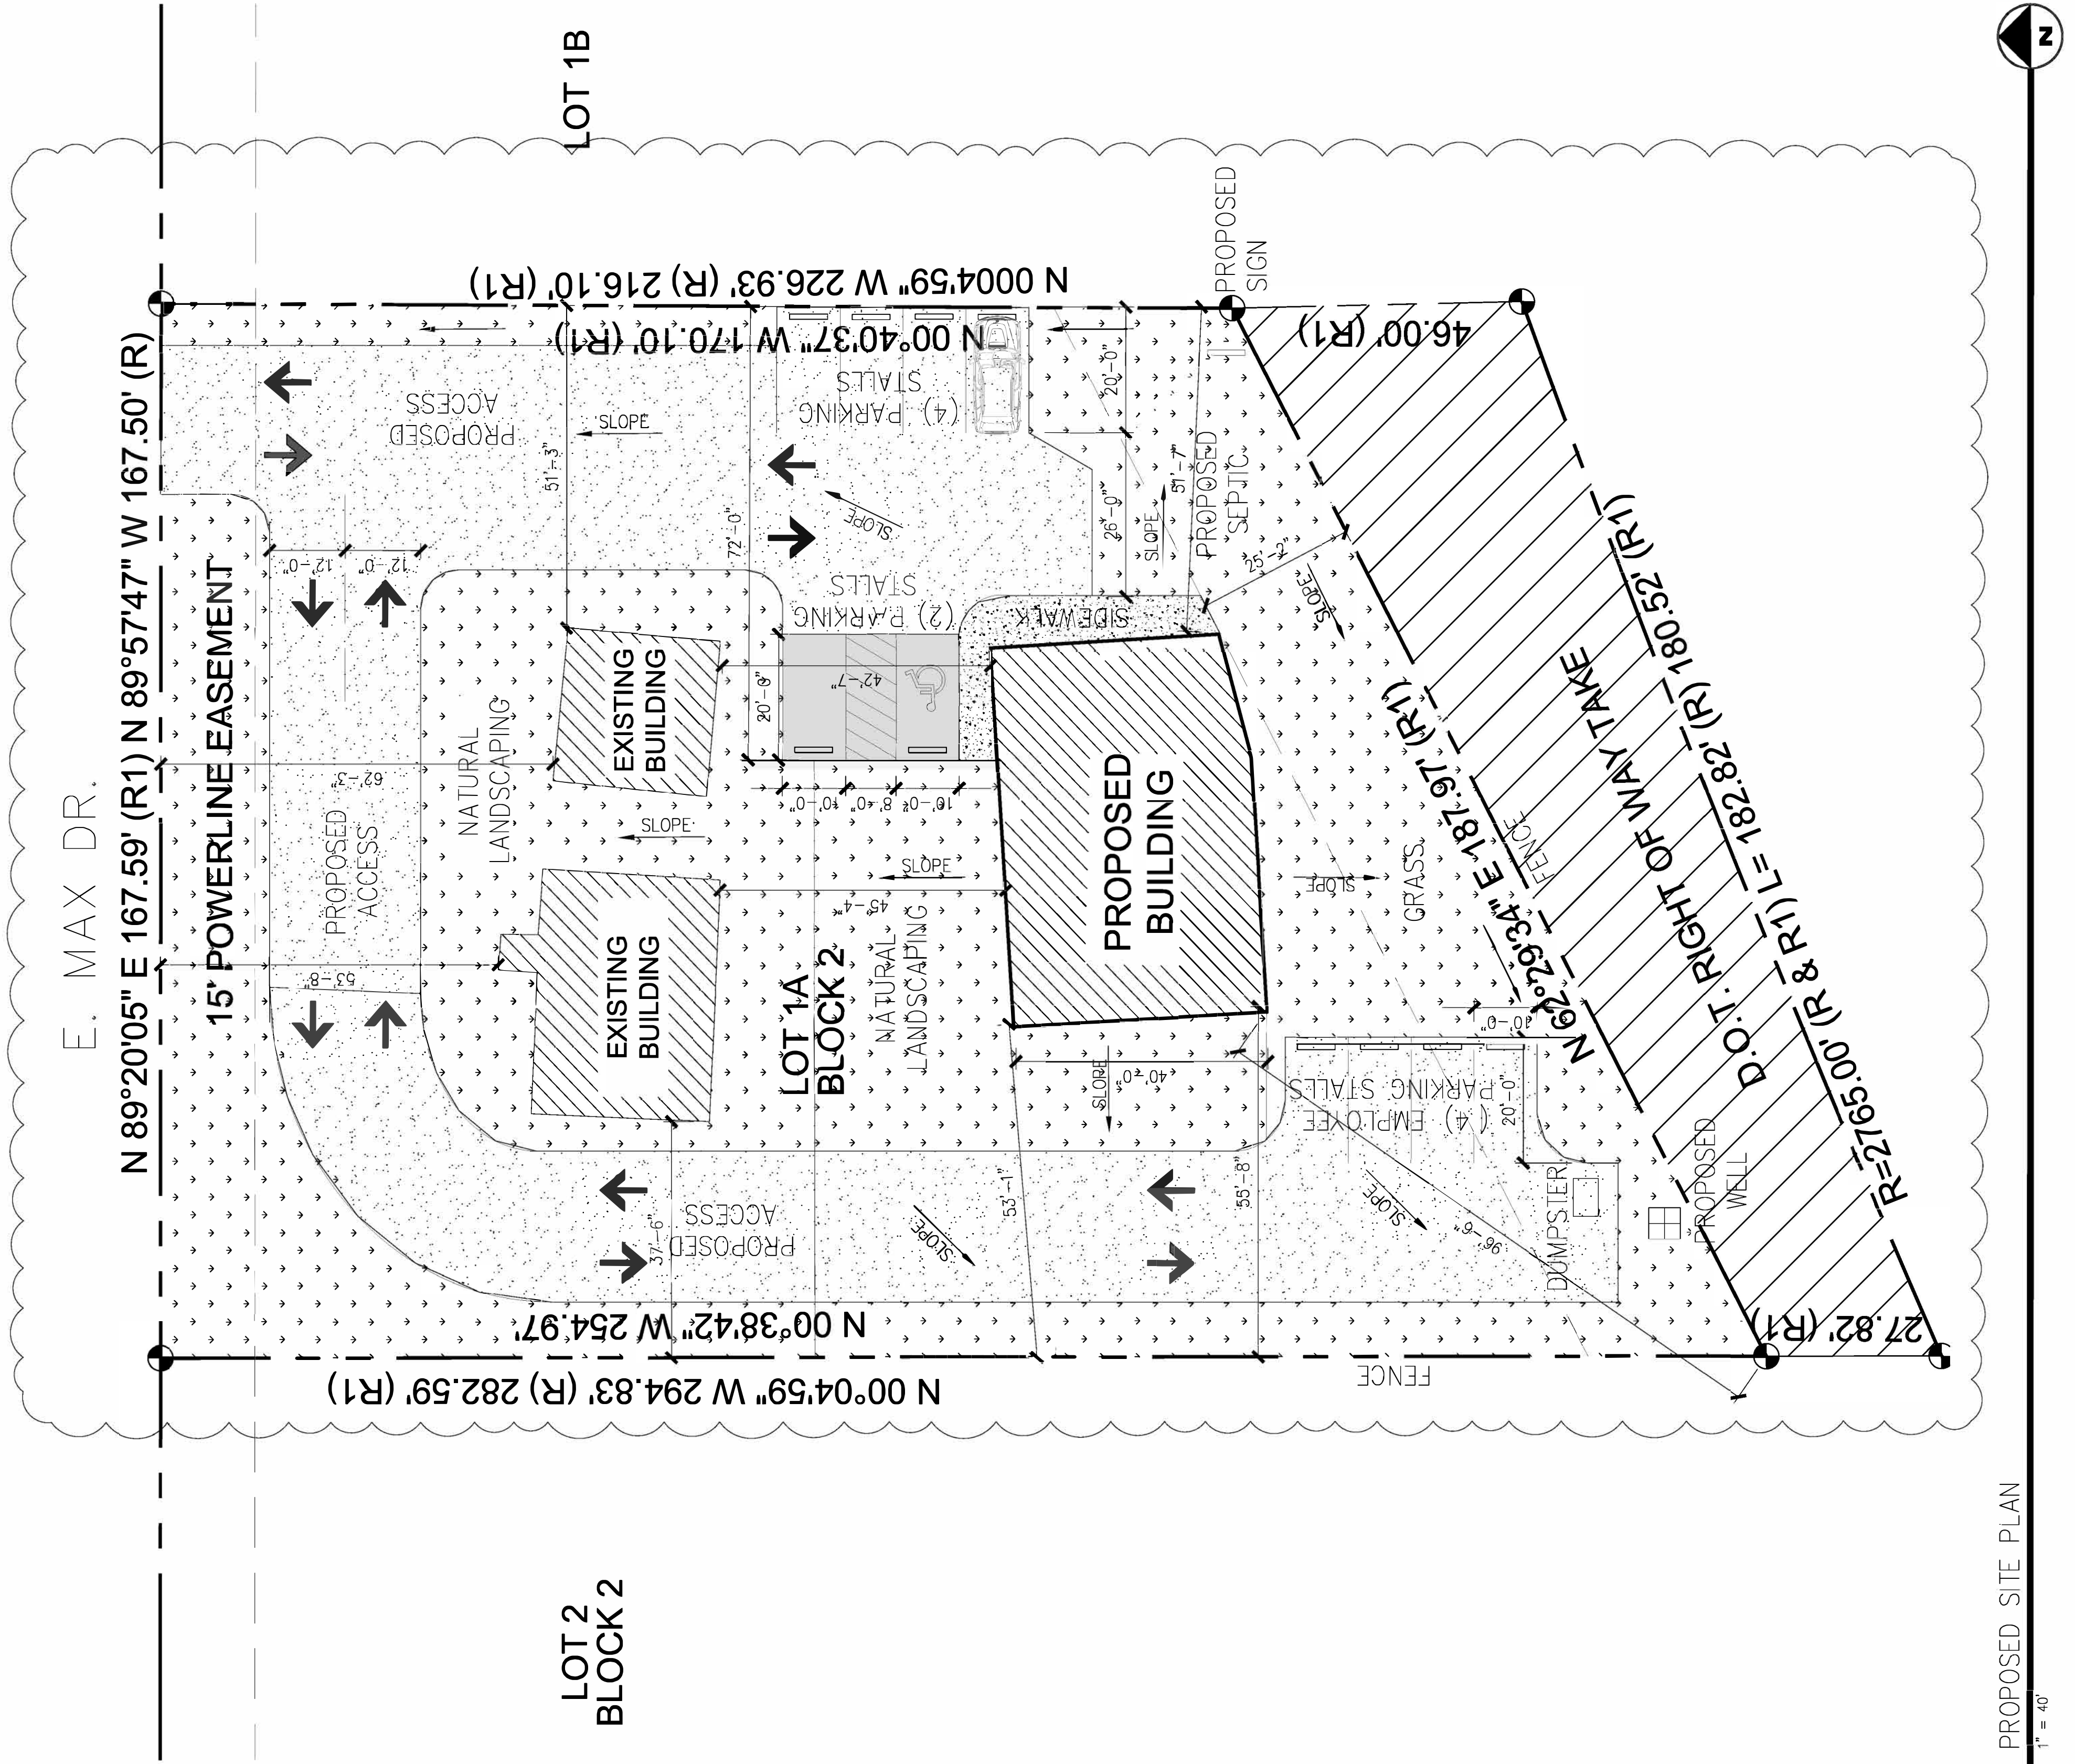 E. MAX DR.
N 89°20'05" E 167.59' (R1) N 89°57'47" W 167.50' (R)
15' POWERLINE EASEMENT
LOT 1B
LOT 2
BLOCK 2
N 0004'59" W 226.93' (R) 216.10' (R1)
N 00°40'37" W 170.10' (R1)
46.00' (R1)
PROPOSED
SIGN
PROPOSED
ACCESS
SLOPE
51'-3"
72'-0"
(4) PARKING
STALLS
SLOPE
20'-0"
26'-0"
51'-7"
SLOPE
PROPOSED
SEPTIC
25'-2"
SLOPE
12'-0"
12'-0"
(2) PARKING
STALLS
SIDEWALK
20'-0"
42'-7"
10'-0"
8'-0"
10'-0"
EXISTING
BUILDING
NATURAL
LANDSCAPING
62'-3"
PROPOSED
ACCESS
SLOPE
SLOPE
45'-4"
53'-8"
EXISTING
BUILDING
LOT 1A
BLOCK 2
NATURAL
LANDSCAPING
PROPOSED
BUILDING
SLOPE
GRASS
FENCE
N 62°29'34" E 187.97' (R1)
D.O.T. RIGHT OF WAY TAKE
R=2765.00' (R & R1) L= 182.82' (R) 180.52' (R1)
10'-0"
SLOPE
40'-0"
(4) EMPLOYEE
PARKING STALLS
20'-0"
37'-6"
PROPOSED
ACCESS
SLOPE
53'-1"
55'-8"
SLOPE
96'-6"
DUMPSTER
PROPOSED
WELL
27.82' (R1)
N 00°38'42" W 254.97'
N 00°04'59" W 294.83' (R) 282.59' (R1)
FENCE
PROPOSED SITE PLAN
1" = 40'
N